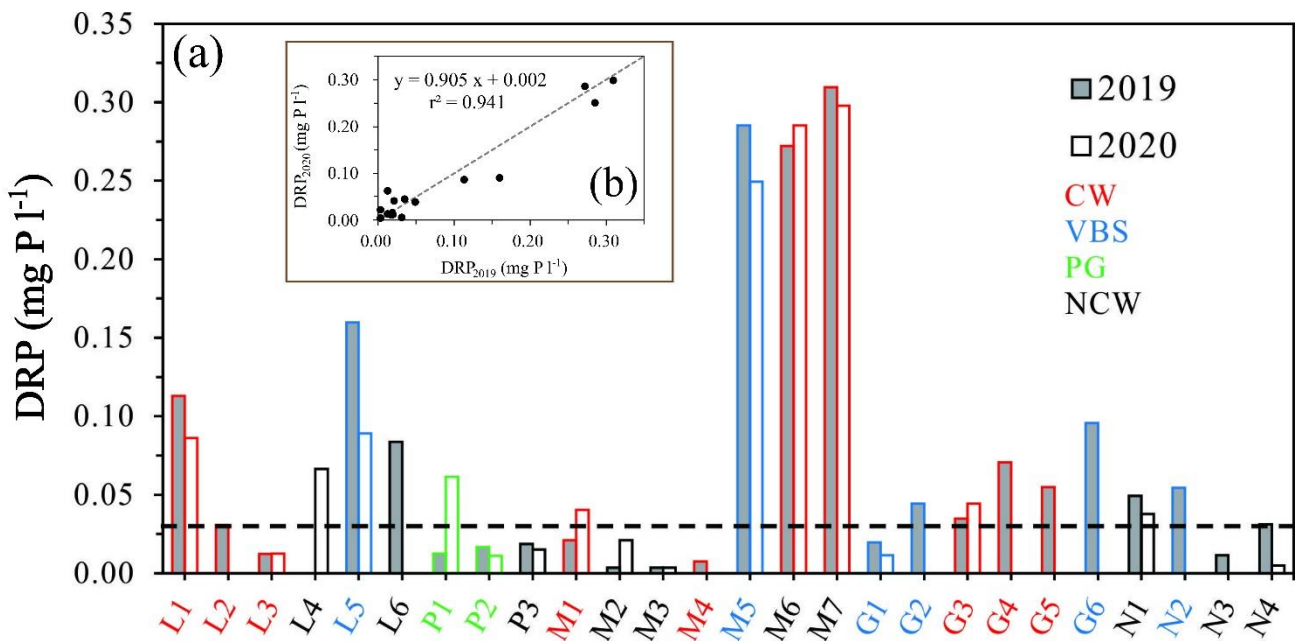 (a)
DRP (mg P l-1)
0.35
0.30
0.25
0.20
0.15
0.10
0.05
0.00
y = 0.905 x + 0.002
r² = 0.941
(b)
DRP2020 (mg P l-1)
0.30
0.20
0.10
0.00
0.00 0.10 0.20 0.30
DRP2019 (mg P l-1)
2019
2020
CW
VBS
PG
NCW
L1 L2 L3 L4 L5 L6 P1 P2 P3 M1 M2 M3 M4 M5 M6 M7 G1 G2 G3 G4 G5 G6 N1 N2 N3 N4